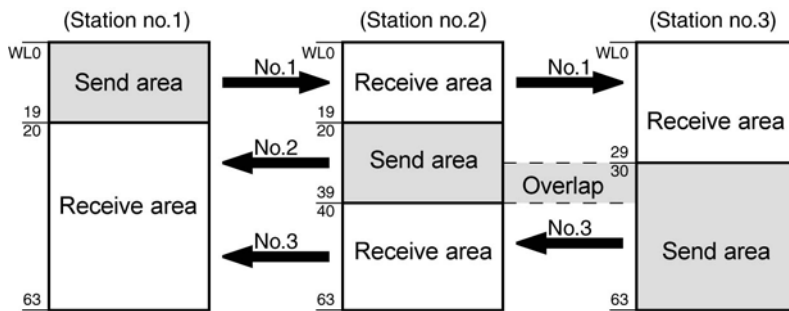 (Station no.1) (Station no.2) (Station no.3)
WL0 WL0 WL0
Send area No.1 Receive area No.1
19 19
20 20
Receive area
No.2 Send area 29
30
Overlap
39
40
Receive area No.3 Receive area No.3 Send area
63 63 63